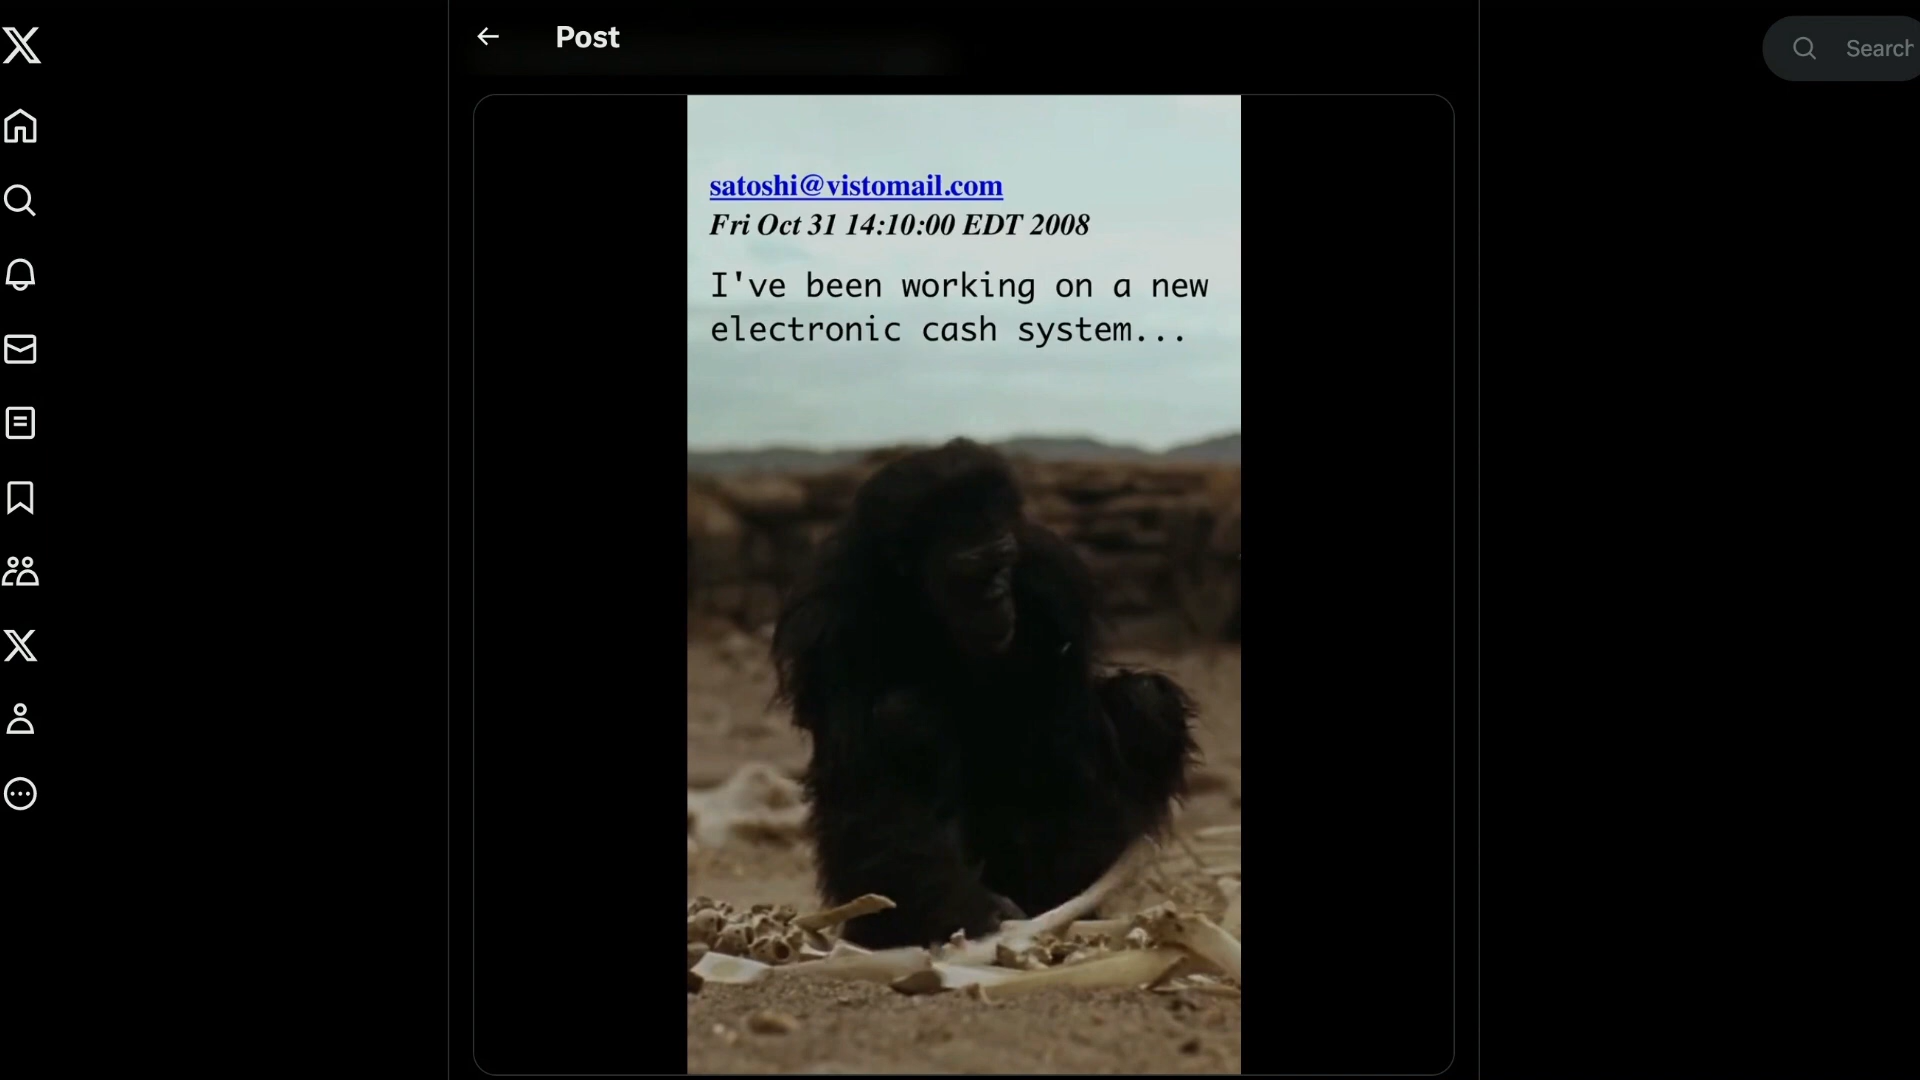 Post
Search
satoshi@vistomail.com
Fri Oct 31 14:10:00 EDT 2008
I've been working on a new
electronic cash system...